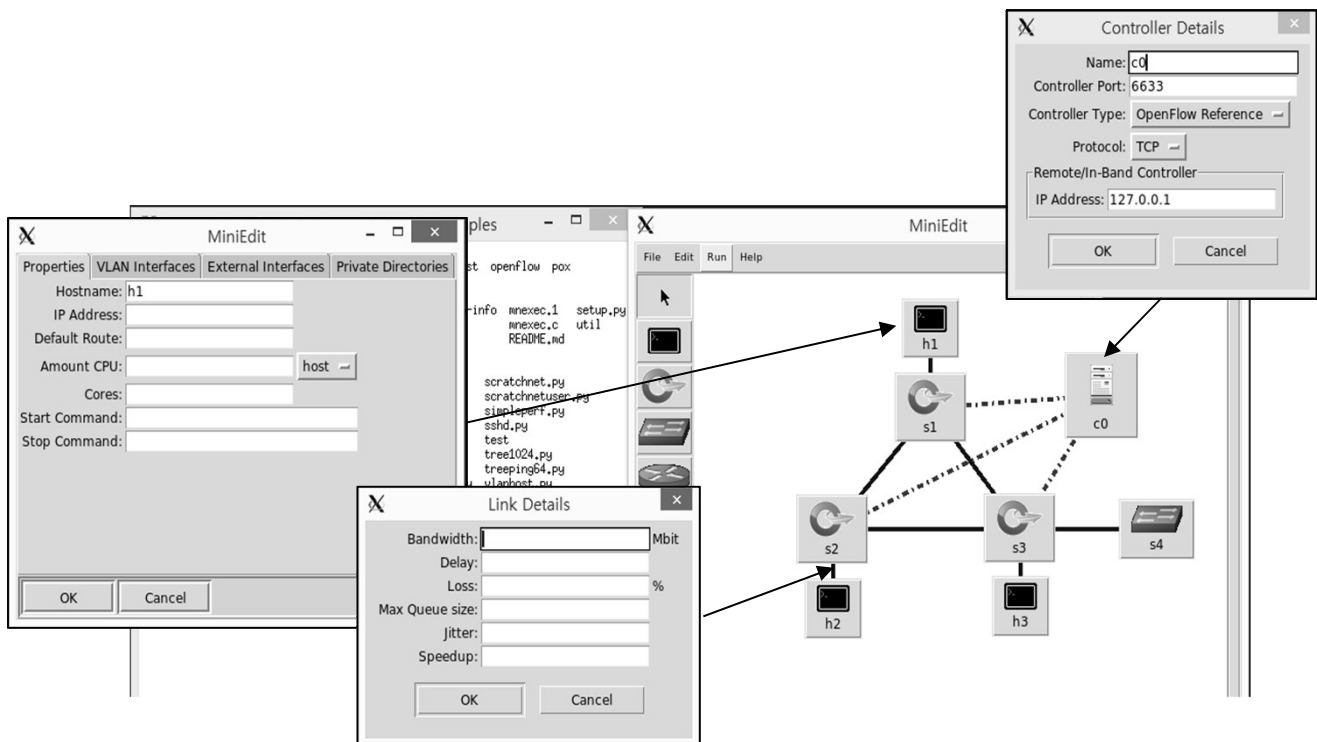 Controller Details
Name: c0
Controller Port: 6633
Controller Type: OpenFlow Reference
Protocol: TCP
Remote/In-Band Controller
IP Address: 127.0.0.1
OK Cancel
MiniEdit
Properties VLAN Interfaces External Interfaces Private Directories
Hostname: h1
IP Address:
Default Route:
Amount CPU: host
Cores:
Start Command:
Stop Command:
OK Cancel
openflow pox
mnexec.1 setup.py
mnexec.c util
README.md
scratchnet.py
scratchnetuser.py
simpleperf.py
sshd.py
test
tree1024.py
treeping64.py
vlanhost.py
Link Details
Bandwidth: Mbit
Delay:
Loss: %
Max Queue size:
Jitter:
Speedup:
OK Cancel
MiniEdit
File Edit Run Help
h1
s1
c0
s2
s3
s4
h2
h3